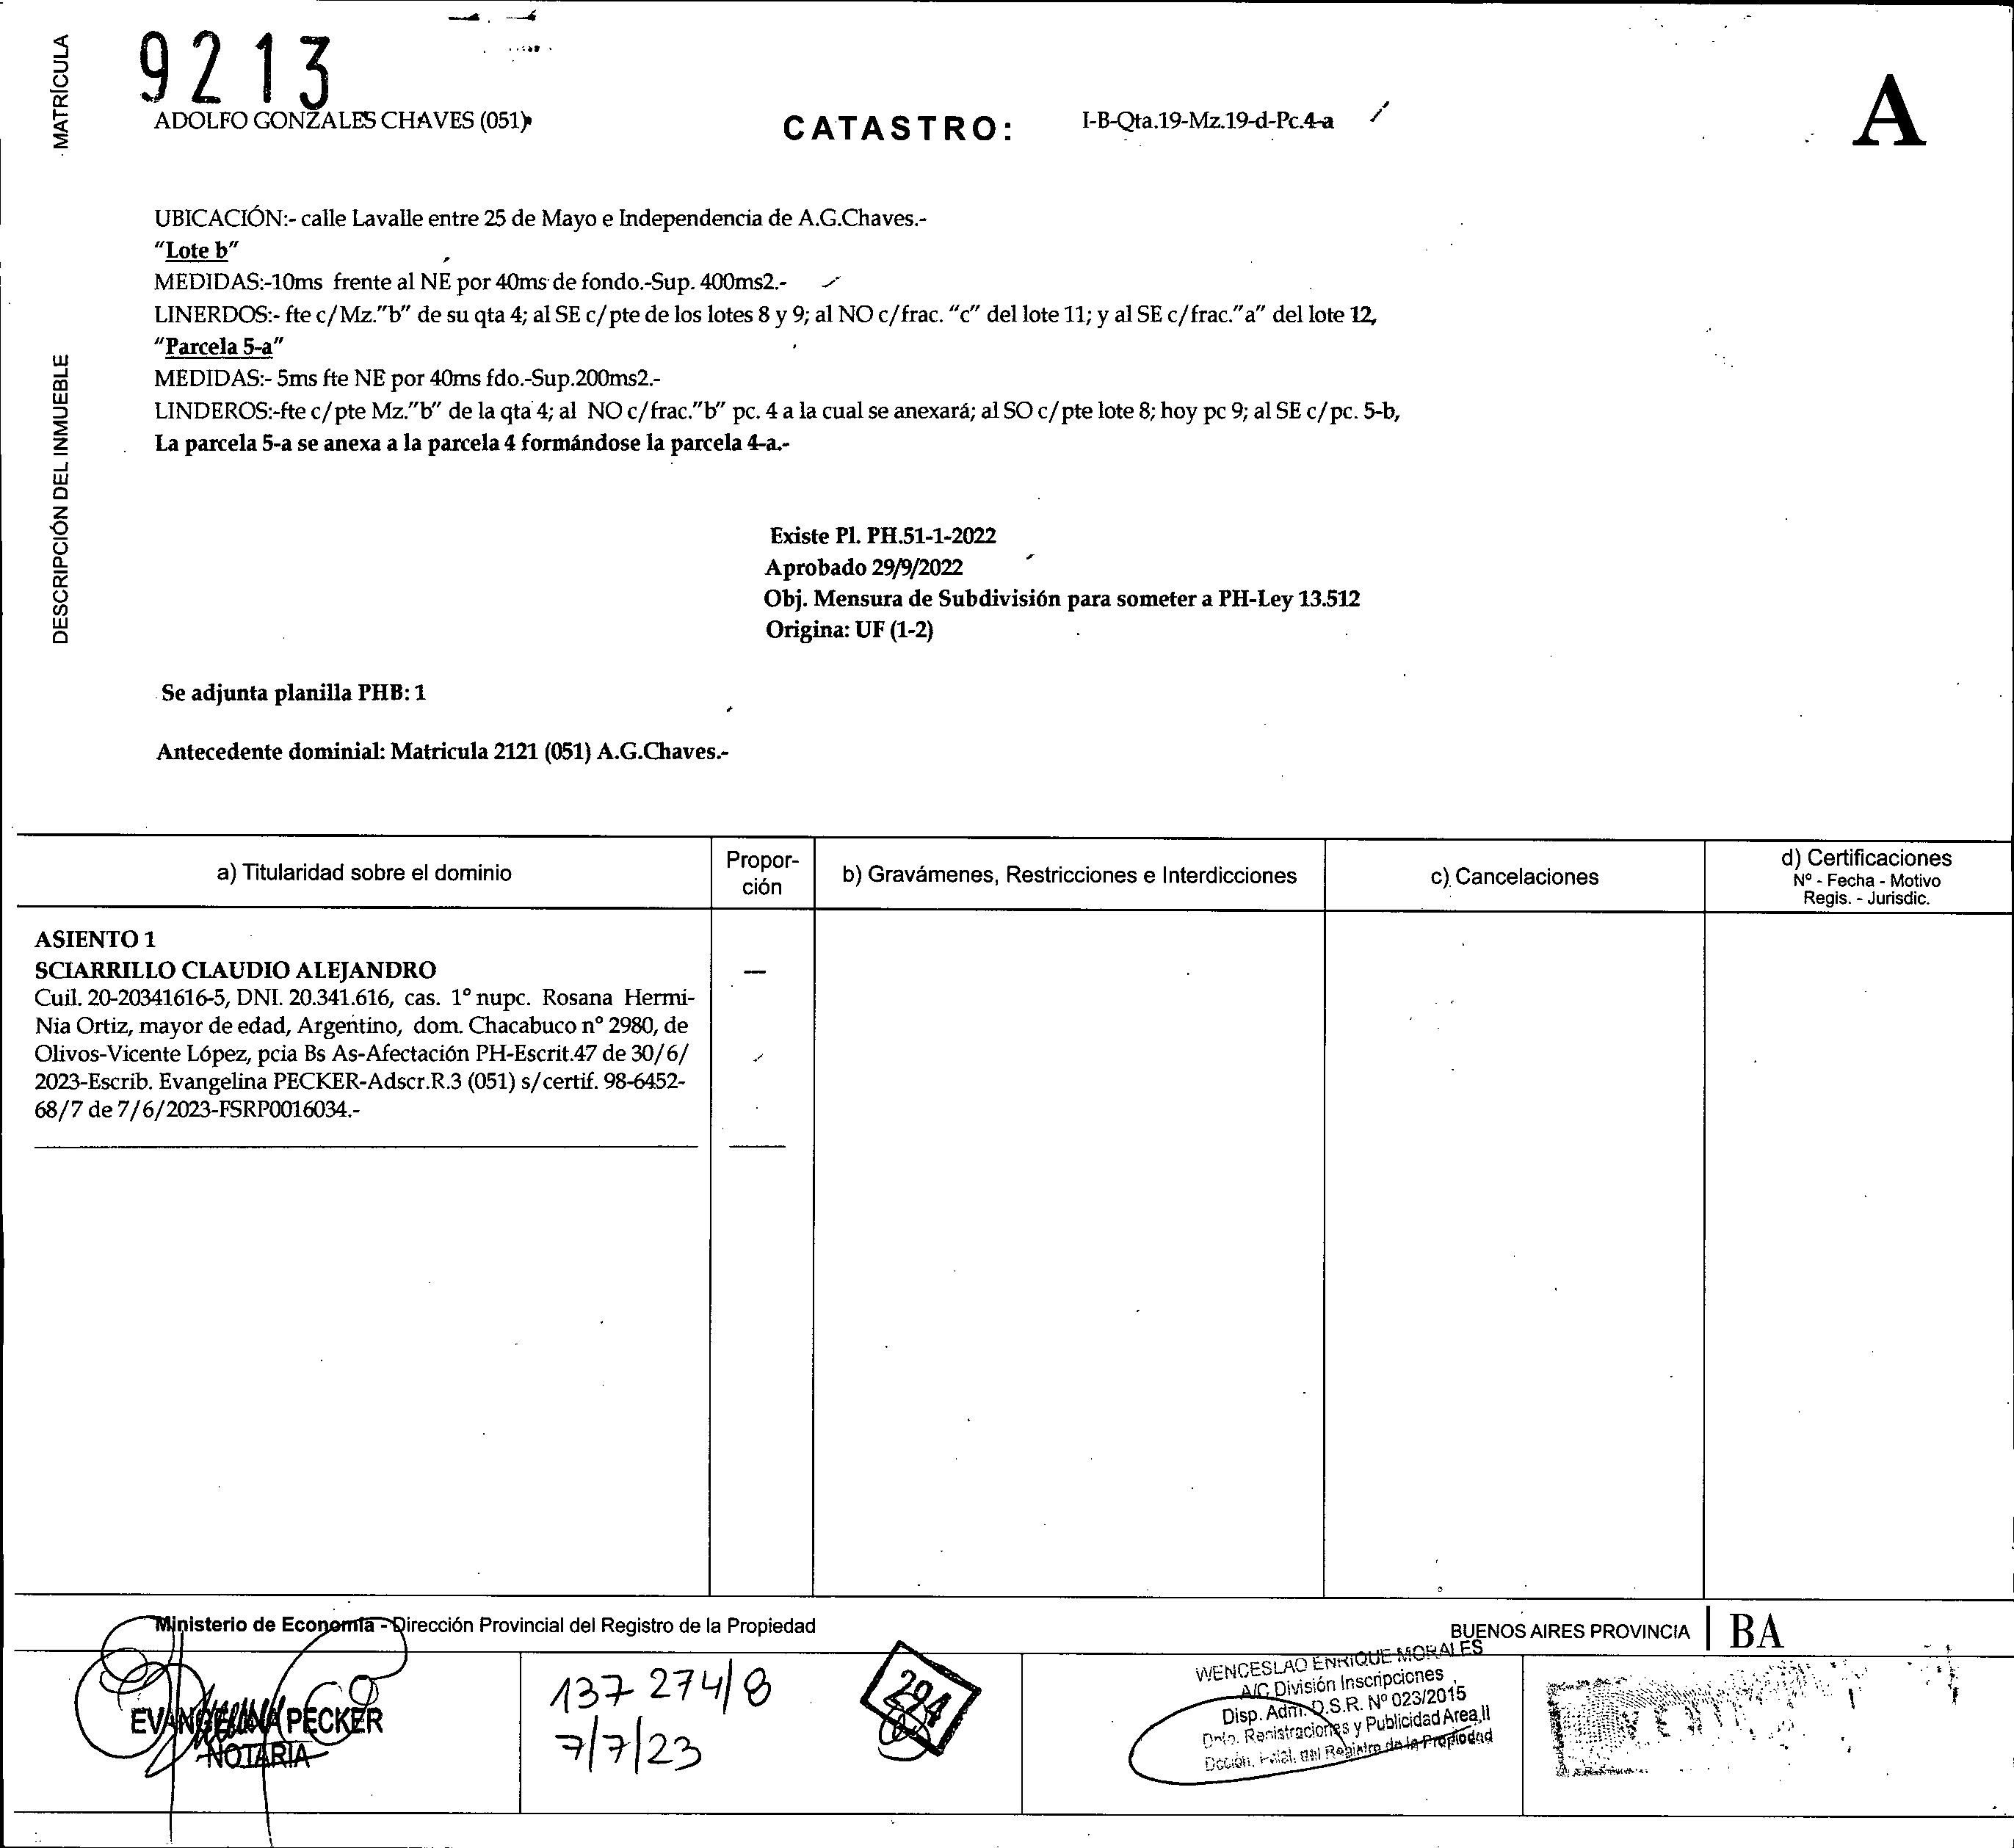 MATRÍCULA
9213
ADOLFO GONZALES CHAVES (051)
CATASTRO:
I-B-Qta.19-Mz.19-d-Pc.4-a
A
DESCRIPCIÓN DEL INMUEBLE
UBICACIÓN:- calle Lavalle entre 25 de Mayo e Independencia de A.G.Chaves.-
"Lote b"
MEDIDAS:-10ms frente al NE por 40ms de fondo.-Sup. 400ms2.-
LINERDOS:- fte c/Mz."b" de su qta 4; al SE c/pte de los lotes 8 y 9; al NO c/frac. "c" del lote 11; y al SE c/frac."a" del lote 12,
"Parcela 5-a"
MEDIDAS:- 5ms fte NE por 40ms fdo.-Sup.200ms2.-
LINDEROS:-fte c/pte Mz."b" de la qta 4; al NO c/frac."b" pc. 4 a la cual se anexará; al SO c/pte lote 8; hoy pc 9; al SE c/pc. 5-b,
La parcela 5-a se anexa a la parcela 4 formándose la parcela 4-a.-
Existe Pl. PH.51-1-2022
Aprobado 29/9/2022
Obj. Mensura de Subdivisión para someter a PH-Ley 13.512
Origina: UF (1-2)
Se adjunta planilla PHB: 1
Antecedente dominial: Matricula 2121 (051) A.G.Chaves.-
a) Titularidad sobre el dominio
Propor-
ción
b) Gravámenes, Restricciones e Interdicciones
c) Cancelaciones
d) Certificaciones
Nº - Fecha - Motivo
Regis. - Jurisdic.
ASIENTO 1
SCIARRILLO CLAUDIO ALEJANDRO
Cuil. 20-20341616-5, DNI. 20.341.616, cas. 1º nupc. Rosana Hermi-
Nia Ortiz, mayor de edad, Argentino, dom. Chacabuco nº 2980, de
Olivos-Vicente López, pcia Bs As-Afectación PH-Escrit.47 de 30/6/
2023-Escrib. Evangelina PECKER-Adscr.R.3 (051) s/certif. 98-6452-
68/7 de 7/6/2023-FSRP0016034.-
Ministerio de Economía - Dirección Provincial del Registro de la Propiedad
BUENOS AIRES PROVINCIA | BA
EVANGELINA PECKER
NOTARIA
137 274/8
7/7/23
294
WENCESLAO ENRIQUE MORALES
A/C División Inscripciones
Disp. Adm. D.S.R. Nº 023/2015
Dpto. Registraciones y Publicidad Area II
Pcial. del Registro de la Propiedad